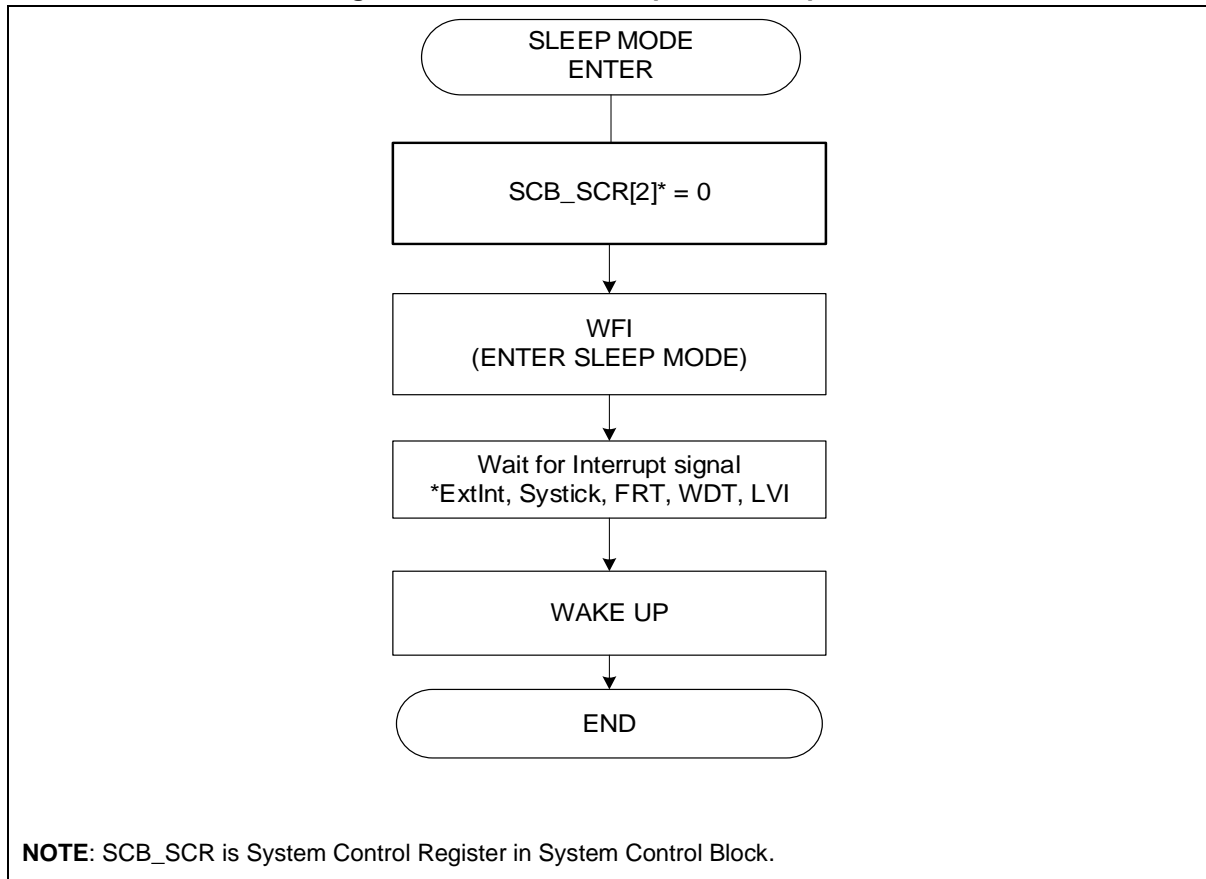 SLEEP MODE
ENTER
SCB_SCR[2]* = 0
WFI
(ENTER SLEEP MODE)
Wait for Interrupt signal
*ExtInt, Systick, FRT, WDT, LVI
WAKE UP
END
NOTE: SCB_SCR is System Control Register in System Control Block.